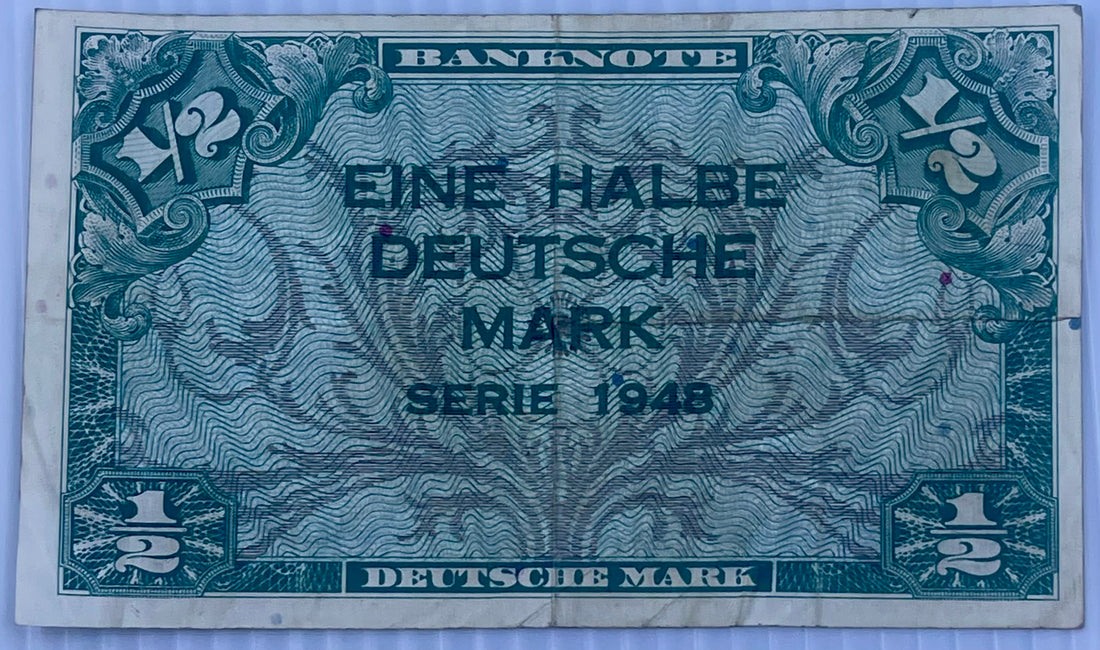 BANKNOTE
1/2
1/2
EINE HALBE
DEUTSCHE
MARK
SERIE 1948
1/2
1/2
DEUTSCHE MARK